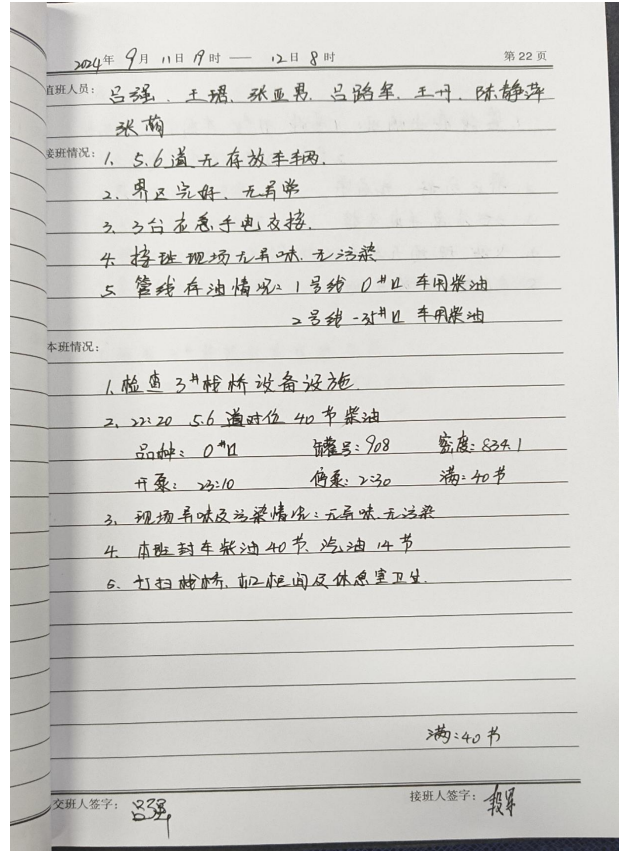 2024年9月11日19时——12日8时 第22页
值班人员：吕强、王珺、张亚男、吕路军、王丹、陈静萍
张萌
接班情况：1. 5.6道无存放车辆.
2. 界区完好、无异常
3. 3台应急手电交接.
4. 接班现场无异味.无污染
5. 管线存油情况：1号线 0#Ⅵ 车用柴油
2号线 -35#Ⅵ 车用柴油
本班情况：
1. 检查3#栈桥设备设施
2. 22:20 5.6道对位40节柴油
品种：0#Ⅵ 罐号：908 密度：834.1
开泵：23:10 停泵：2:30 满：40节
3. 现场异味及污染情况：无异味.无污染
4. 本班封车柴油40节、汽油14节
5. 打扫栈桥、机柜间及休息室卫生.
满：40节
交班人签字：吕强 接班人签字：